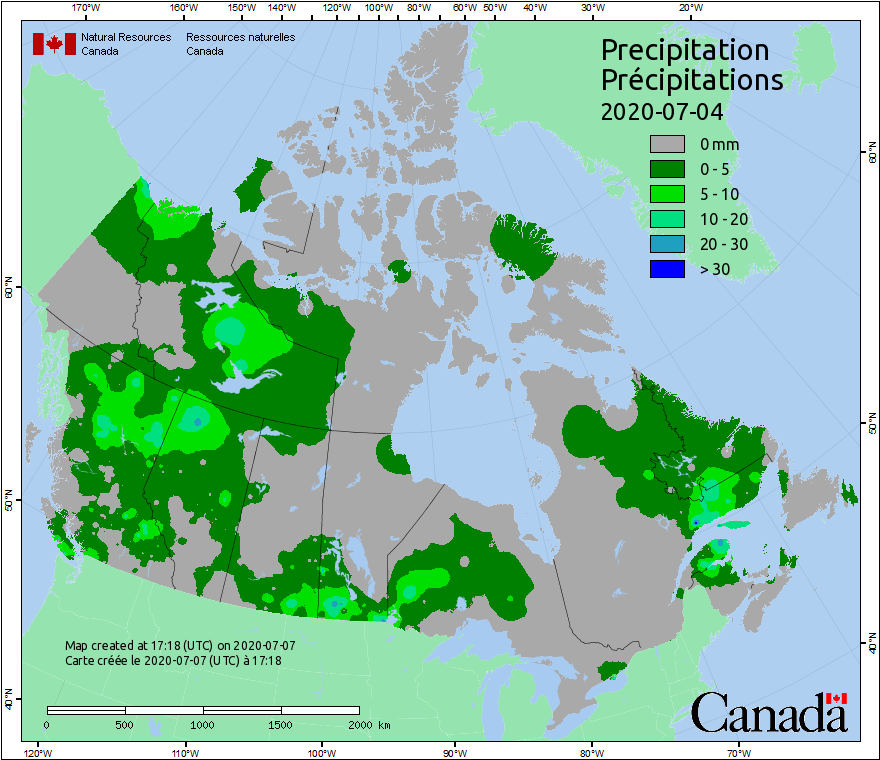 170°W 160°W 150°W 140°W 120°W 100°W 80°W 60°W 50°W 40°W 30°W 20°W
Natural Resources Ressources naturelles
Canada Canada
Precipitation
Précipitations
2020-07-04
0 mm
0 - 5
5 - 10
10 - 20
20 - 30
> 30
60°N
60°N
50°N
50°N
40°N
40°N
Map created at 17:18 (UTC) on 2020-07-07
Carte créée le 2020-07-07 (UTC) à 17:18
0 500 1000 1500 2000 km
Canada
120°W 110°W 100°W 90°W 80°W 70°W